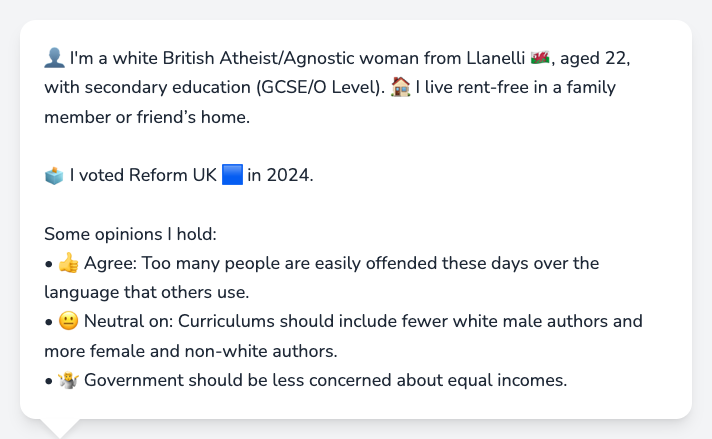 👤 I'm a white British Atheist/Agnostic woman from Llanelli 🏴󠁧󠁢󠁷󠁬󠁳󠁿, aged 22,
with secondary education (GCSE/O Level). 🏠 I live rent-free in a family
member or friend’s home.
🗳️ I voted Reform UK 🟦 in 2024.
Some opinions I hold:
• 👍 Agree: Too many people are easily offended these days over the
language that others use.
• 😐 Neutral on: Curriculums should include fewer white male authors and
more female and non-white authors.
• 🤷‍♀️ Government should be less concerned about equal incomes.